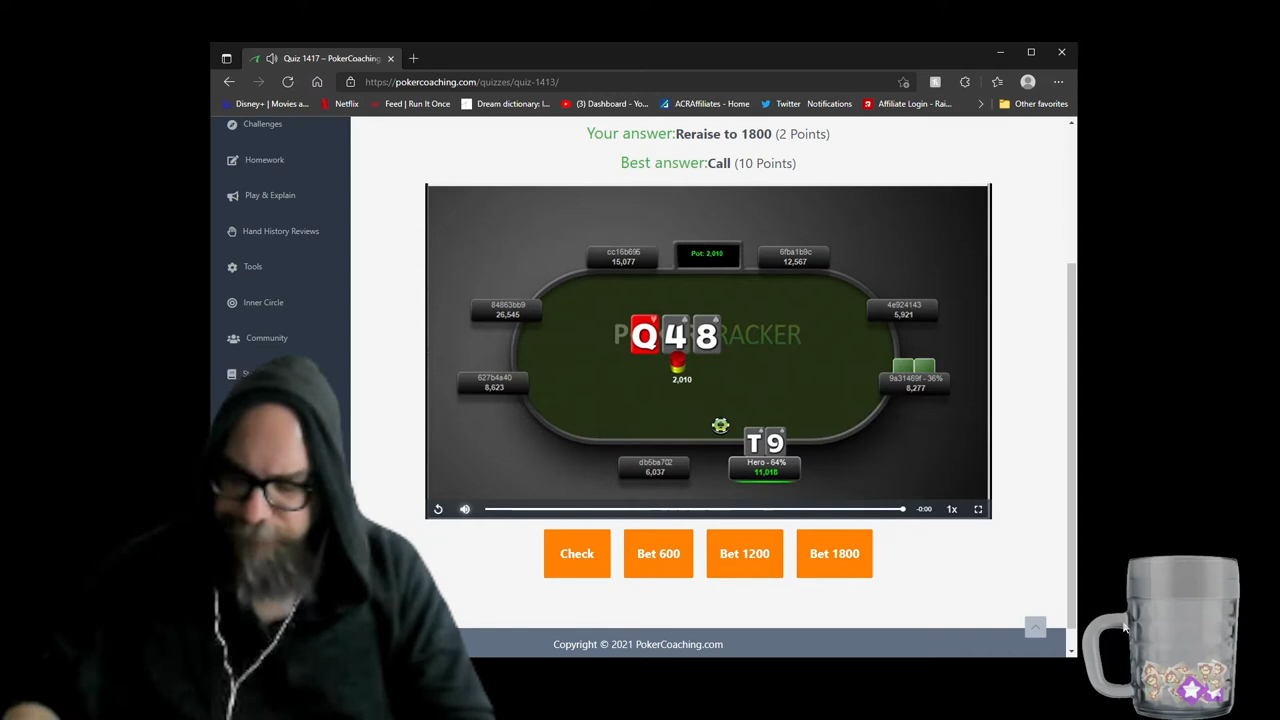 Quiz 1417 – PokerCoaching
https://pokercoaching.com/quizzes/quiz-1413/
Disney+ | Movies a...
Netflix
Feed | Run It Once
Dream dictionary: I...
(3) Dashboard - Yo...
ACRAffiliates - Home
Twitter
Notifications
Affiliate Login - Rai...
Other favorites
Challenges
Homework
Play & Explain
Hand History Reviews
Tools
Inner Circle
Community
Your answer:Reraise to 1800 (2 Points)
Best answer:Call (10 Points)
cc16b695
15,077
Pot: 2,010
6fba1b9c
12,567
84863bb9
26,545
4e924143
5,921
Q 4 8
RACKER
2,010
627b4a40
8,623
9a31469f - 36%
8,277
T 9
db5ba702
6,037
Hero - 64%
11,018
-0:00
1x
Check
Bet 600
Bet 1200
Bet 1800
Copyright © 2021 PokerCoaching.com